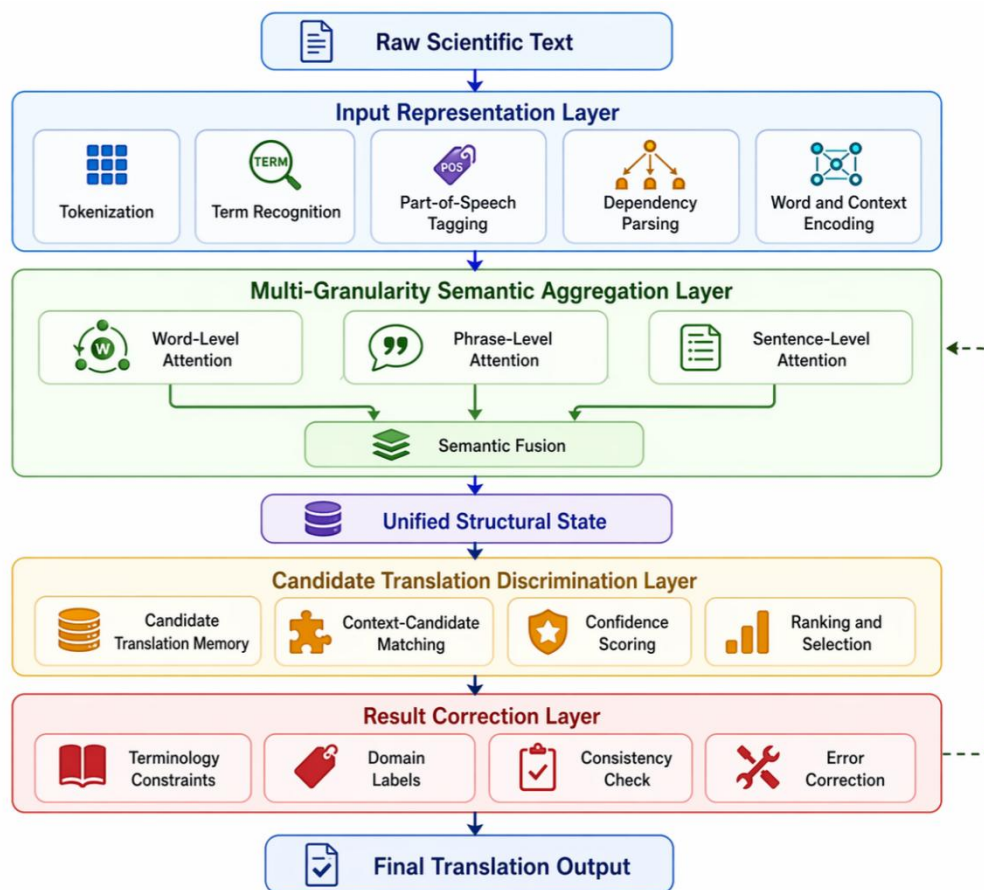 Raw Scientific Text
Input Representation Layer
Tokenization
TERM
Term Recognition
POS
Part-of-Speech
Tagging
Dependency
Parsing
Word and Context
Encoding
Multi-Granularity Semantic Aggregation Layer
W
Word-Level
Attention
Phrase-Level
Attention
Sentence-Level
Attention
Semantic Fusion
Unified Structural State
Candidate Translation Discrimination Layer
Candidate
Translation Memory
Context-Candidate
Matching
Confidence
Scoring
Ranking and
Selection
Result Correction Layer
Terminology
Constraints
Domain
Labels
Consistency
Check
Error
Correction
Final Translation Output